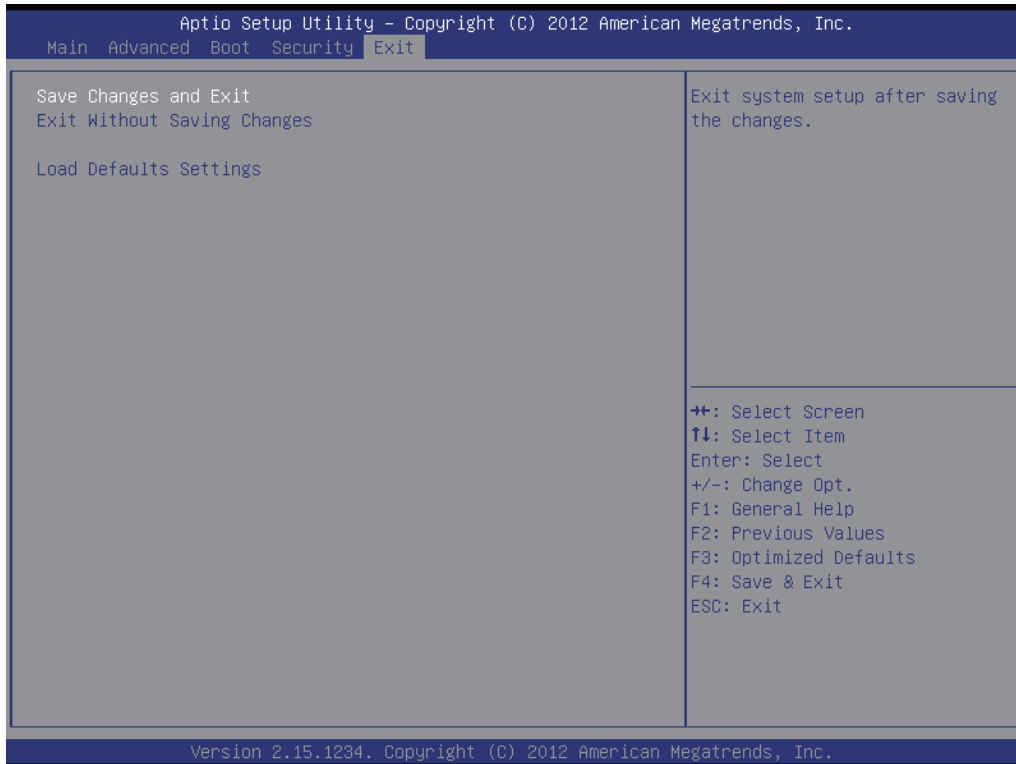 Aptio Setup Utility – Copyright (C) 2012 American Megatrends, Inc.
Main Advanced Boot Security Exit
Save Changes and Exit
Exit Without Saving Changes
Load Defaults Settings
Exit system setup after saving
the changes.
→←: Select Screen
↑↓: Select Item
Enter: Select
+/-: Change Opt.
F1: General Help
F2: Previous Values
F3: Optimized Defaults
F4: Save & Exit
ESC: Exit
Version 2.15.1234. Copyright (C) 2012 American Megatrends, Inc.